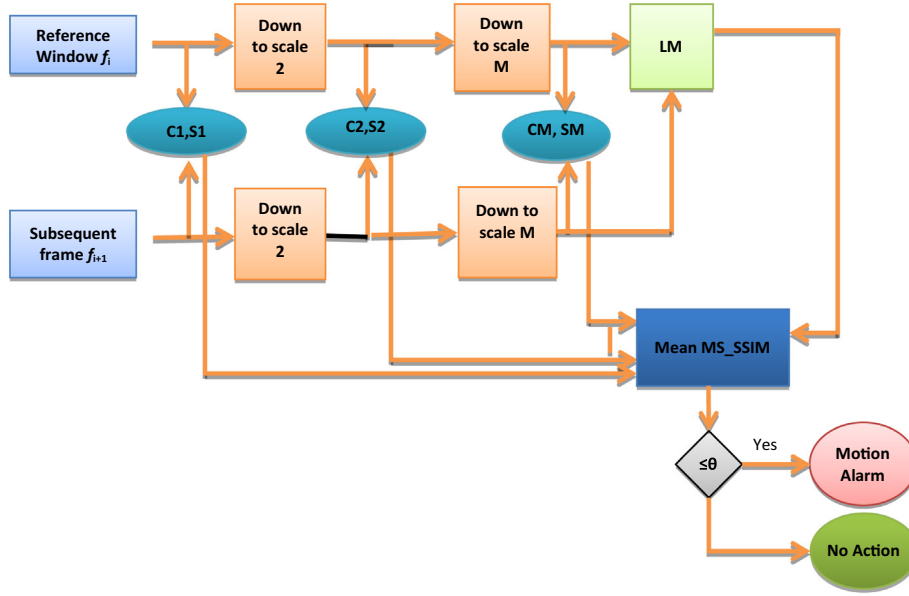 Reference
Window fi
Down
to scale
2
Down
to scale
M
LM
C1,S1
C2,S2
CM, SM
Subsequent
frame fi+1
Down
to scale
2
Down to
scale M
Mean MS_SSIM
≤θ
Yes
Motion
Alarm
No Action